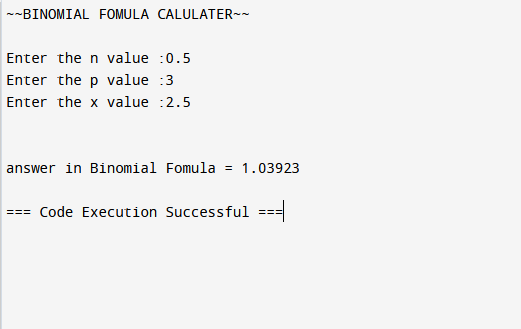 ~~BINOMIAL FOMULA CALULATER~~
Enter the n value :0.5
Enter the p value :3
Enter the x value :2.5
answer in Binomial Fomula = 1.03923
=== Code Execution Successful ===